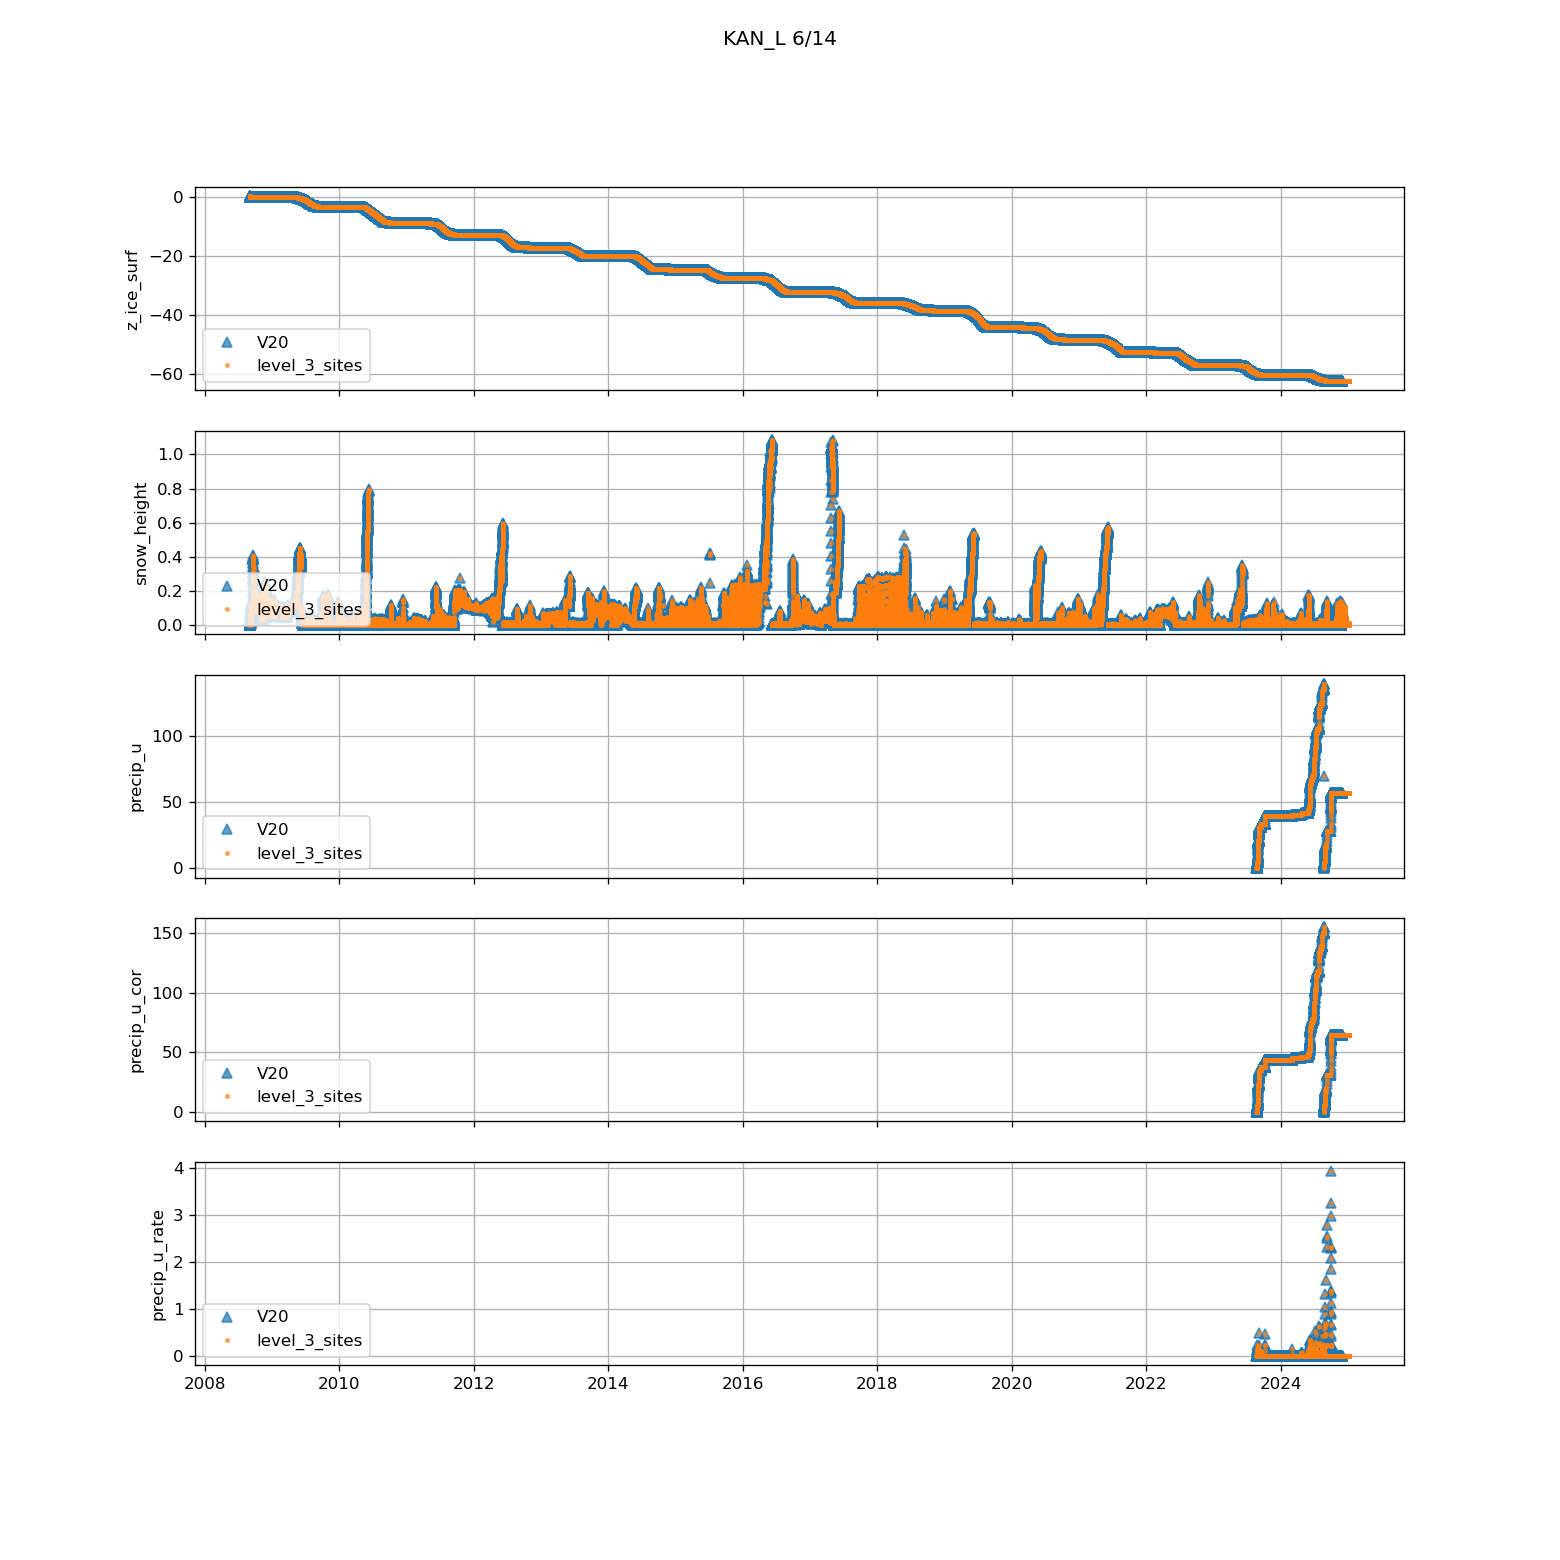 KAN_L 6/14
0
−20
−40
−60
z_ice_surf
V20
level_3_sites
1.0
0.8
0.6
0.4
0.2
0.0
snow_height
V20
level_3_sites
100
50
0
precip_u
V20
level_3_sites
150
100
50
0
precip_u_cor
V20
level_3_sites
4
3
2
1
0
precip_u_rate
V20
level_3_sites
2008 2010 2012 2014 2016 2018 2020 2022 2024